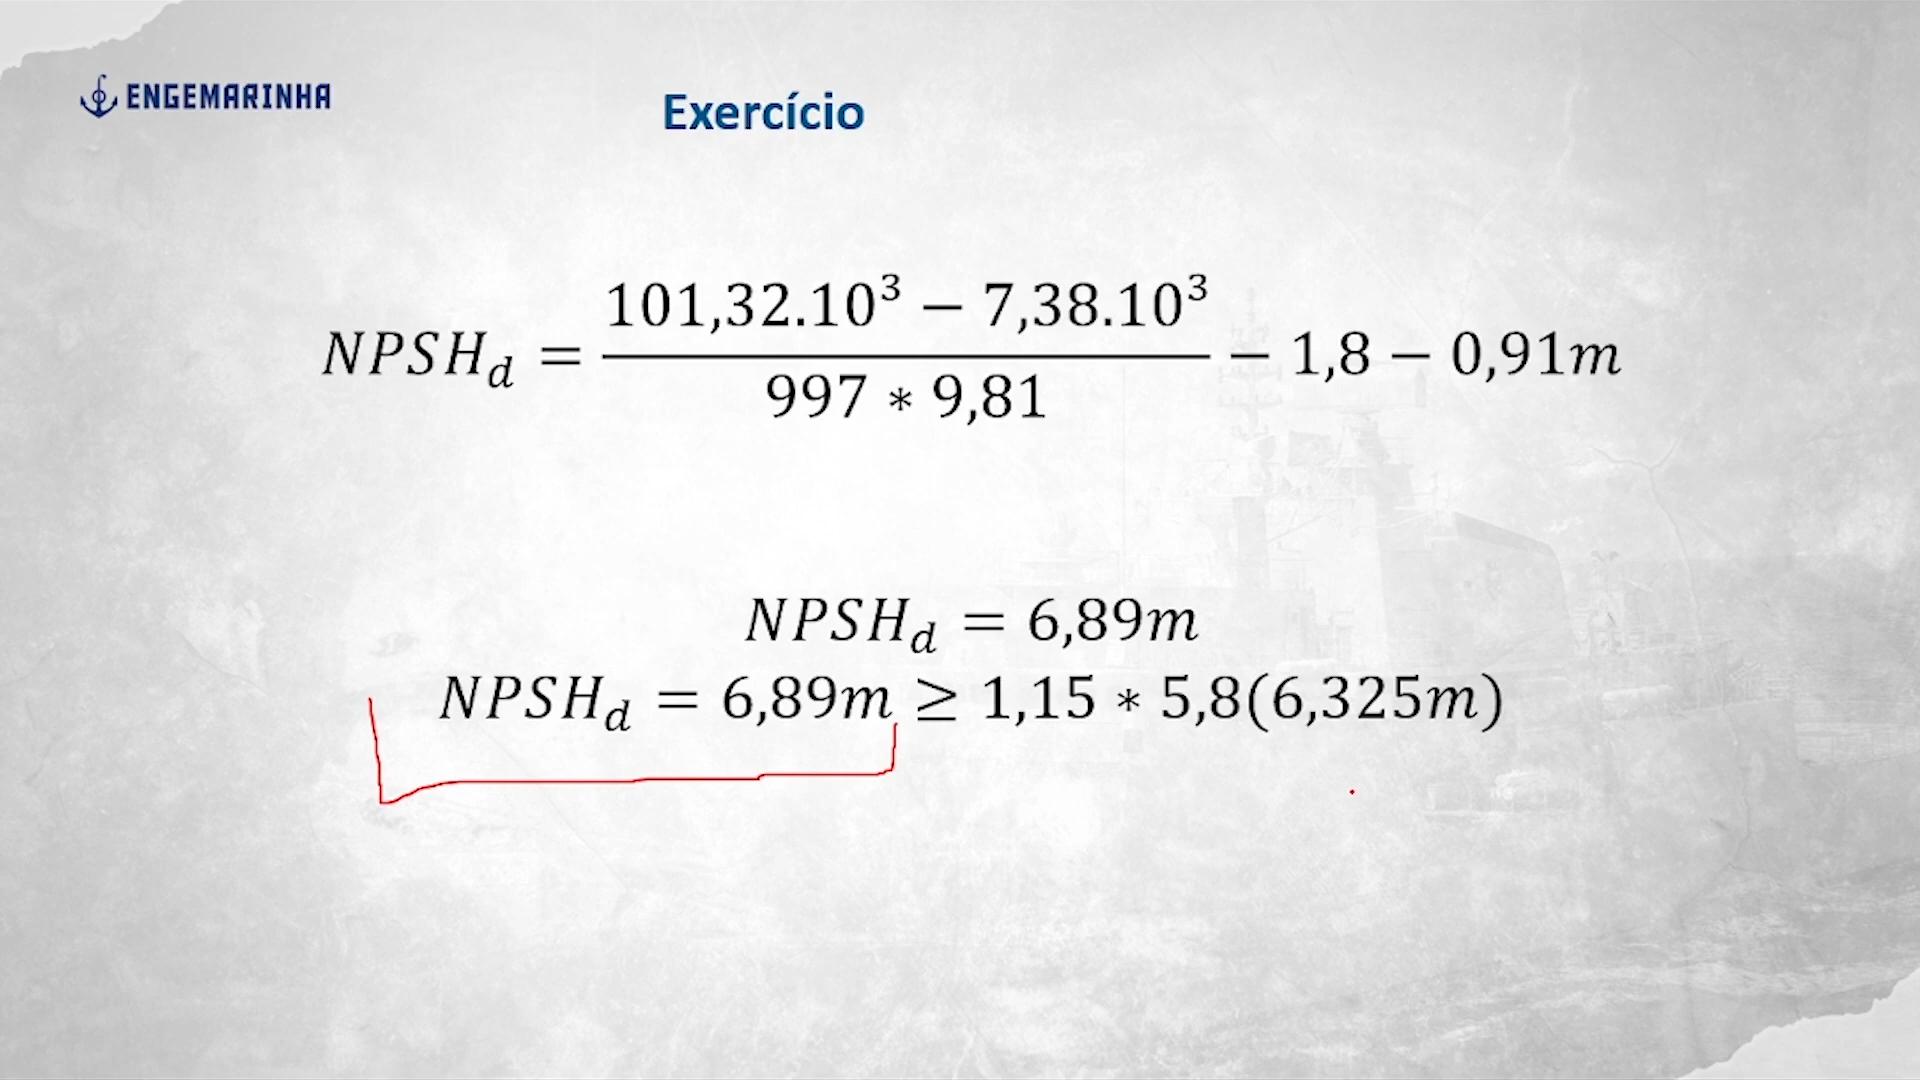 ENGEMARINHA
Exercício
NPSH_d = (101,32.10³ − 7,38.10³) / (997 * 9,81) − 1,8 − 0,91m
NPSH_d = 6,89m
NPSH_d = 6,89m ≥ 1,15 * 5,8(6,325m)